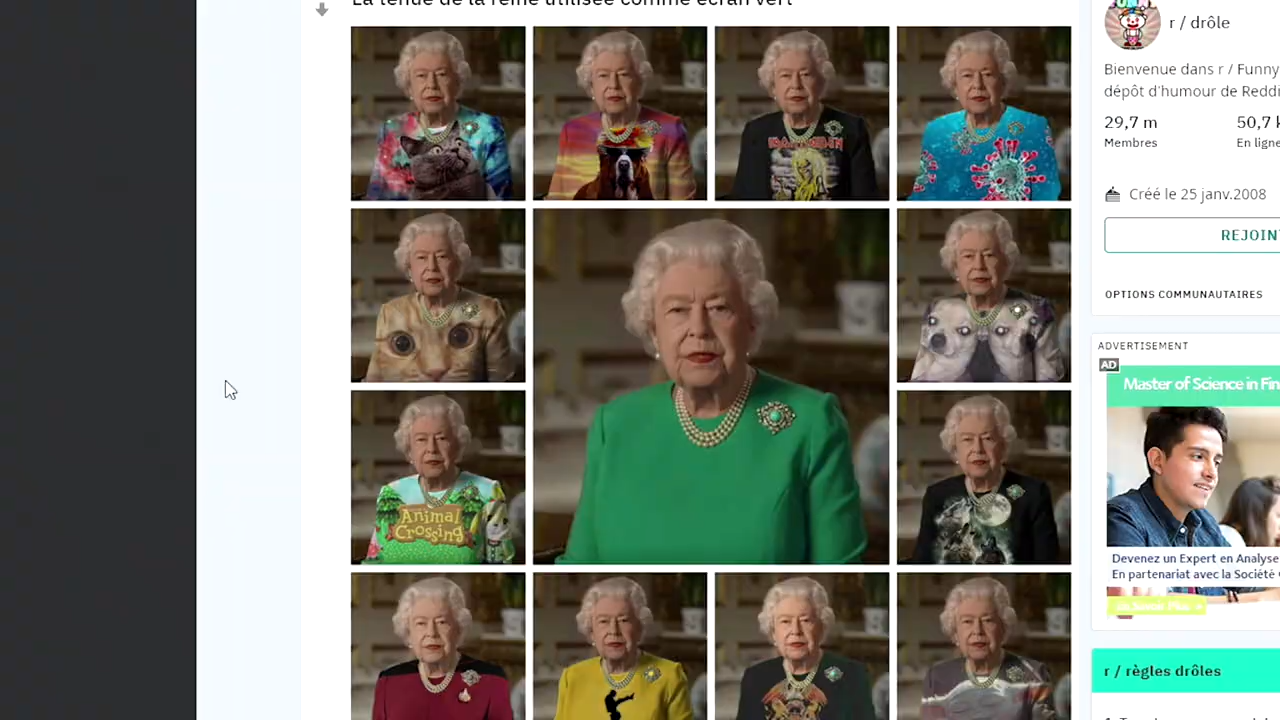 La tenue de la reine utilisée comme écran vert
r / drôle
Bienvenue dans r / Funny
dépôt d'humour de Reddi
29,7 m
50,7 k
Membres
En ligne
Créé le 25 janv.2008
REJOIN
OPTIONS COMMUNAUTAIRES
ADVERTISEMENT
AD
Master of Science in Fin
Devenez un Expert en Analyse
En partenariat avec la Société
r / règles drôles
IRON MAIDEN
Animal
Crossing